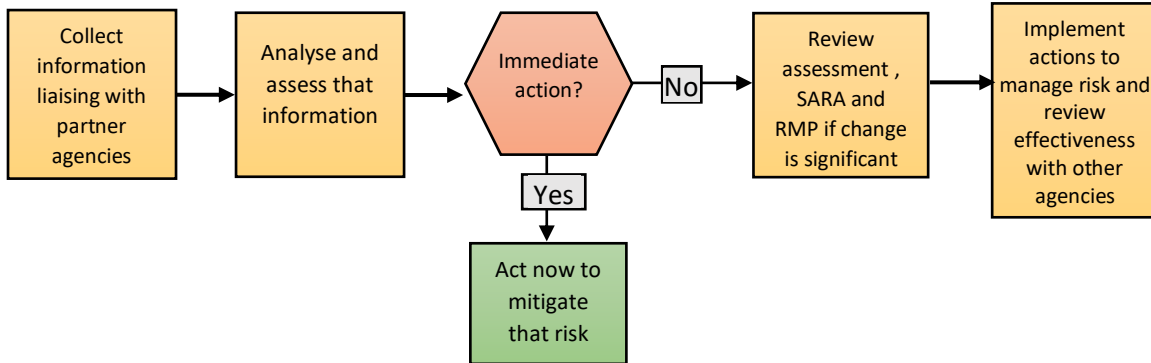 Collect
information
liaising with
partner
agencies
Analyse and
assess that
information
Immediate
action?
No
Yes
Act now to
mitigate
that risk
Review
assessment ,
SARA and
RMP if change
is significant
Implement
actions to
manage risk and
review
effectiveness
with other
agencies